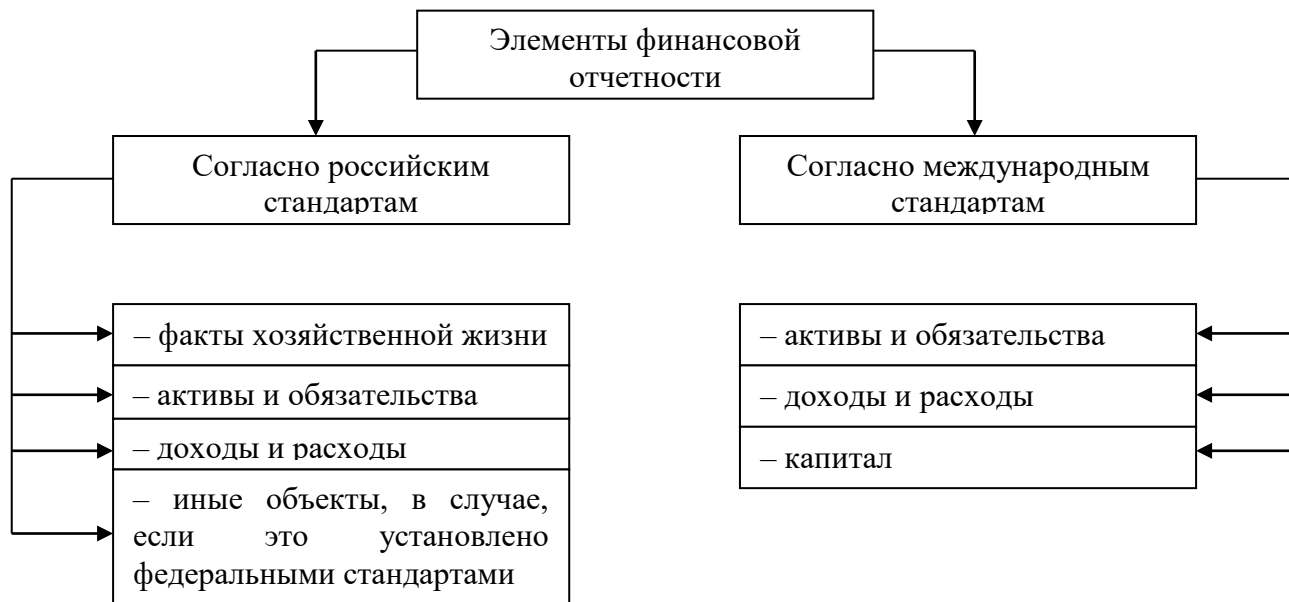 Элементы финансовой
отчетности
Согласно российским
стандартам
Согласно международным
стандартам
– факты хозяйственной жизни
– активы и обязательства
– доходы и расходы
– иные объекты, в случае,
если это установлено
федеральными стандартами
– активы и обязательства
– доходы и расходы
– капитал